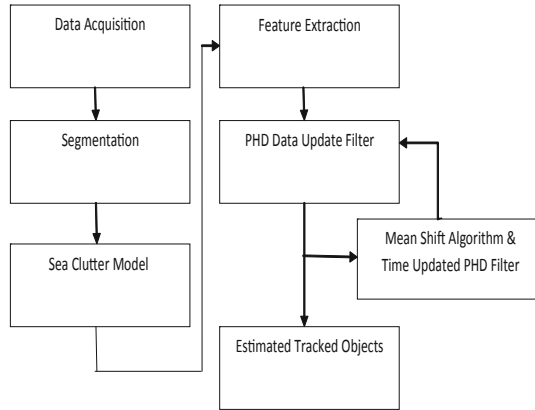 Data Acquisition
Segmentation
Sea Clutter Model
Feature Extraction
PHD Data Update Filter
Mean Shift Algorithm &
Time Updated PHD Filter
Estimated Tracked Objects